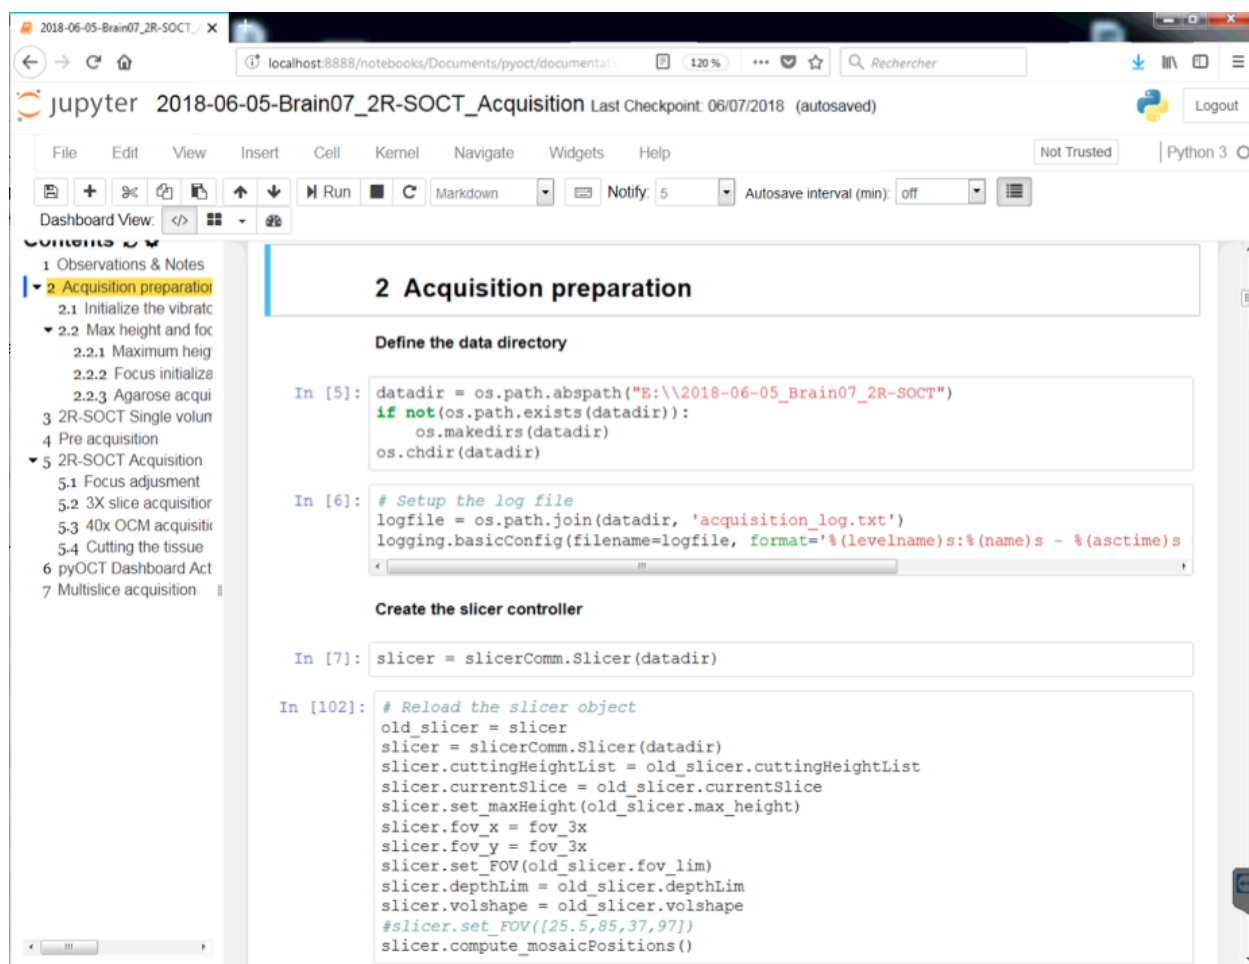 2018-06-05-Brain07_2R-SOCT_
localhost:8888/notebooks/Documents/pyoct/documentati
120 %
Rechercher
jupyter 2018-06-05-Brain07_2R-SOCT_Acquisition Last Checkpoint: 06/07/2018 (autosaved)
Logout
File Edit View Insert Cell Kernel Navigate Widgets Help
Not Trusted
Python 3
Run
Markdown
Notify: 5
Autosave interval (min): off
Dashboard View:
Contents
1 Observations & Notes
2 Acquisition preparation
2.1 Initialize the vibrato
2.2 Max height and foc
2.2.1 Maximum heig
2.2.2 Focus initializa
2.2.3 Agarose acqui
3 2R-SOCT Single volum
4 Pre acquisition
5 2R-SOCT Acquisition
5.1 Focus adjusment
5.2 3X slice acquisition
5.3 40x OCM acquisitic
5.4 Cutting the tissue
6 pyOCT Dashboard Act
7 Multislice acquisition
2 Acquisition preparation
Define the data directory
In [5]: datadir = os.path.abspath("E:\\2018-06-05_Brain07_2R-SOCT")
if not(os.path.exists(datadir)):
    os.makedirs(datadir)
os.chdir(datadir)
In [6]: # Setup the log file
logfile = os.path.join(datadir, 'acquisition_log.txt')
logging.basicConfig(filename=logfile, format='%(levelname)s:%(name)s - %(asctime)s
Create the slicer controller
In [7]: slicer = slicerComm.Slicer(datadir)
In [102]: # Reload the slicer object
old_slicer = slicer
slicer = slicerComm.Slicer(datadir)
slicer.cuttingHeightList = old_slicer.cuttingHeightList
slicer.currentSlice = old_slicer.currentSlice
slicer.set_maxHeight(old_slicer.max_height)
slicer.fov_x = fov_3x
slicer.fov_y = fov_3x
slicer.set_FOV(old_slicer.fov_lim)
slicer.depthLim = old_slicer.depthLim
slicer.volshape = old_slicer.volshape
#slicer.set_FOV([25.5,85,37,97])
slicer.compute_mosaicPositions()